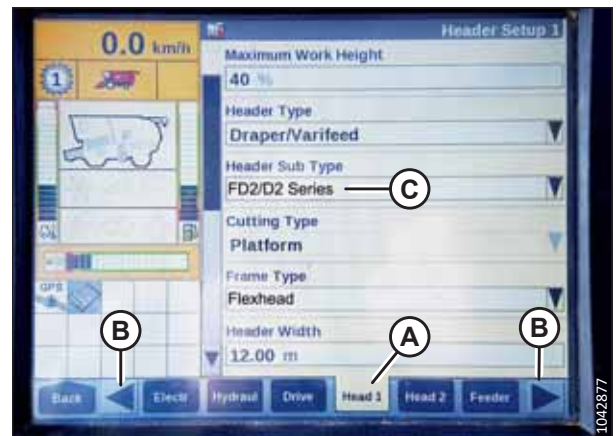 0.0 km/h
Header Setup 1
Maximum Work Height
40 %
1
Header Type
Draper/Varifeed
Header Sub Type
FD2/D2 Series
C
Cutting Type
Platform
Frame Type
Flexhead
GPS
Header Width
12.00 m
B
A
B
Back
Electr
Hydraul
Drive
Head 1
Head 2
Feeder
1042877